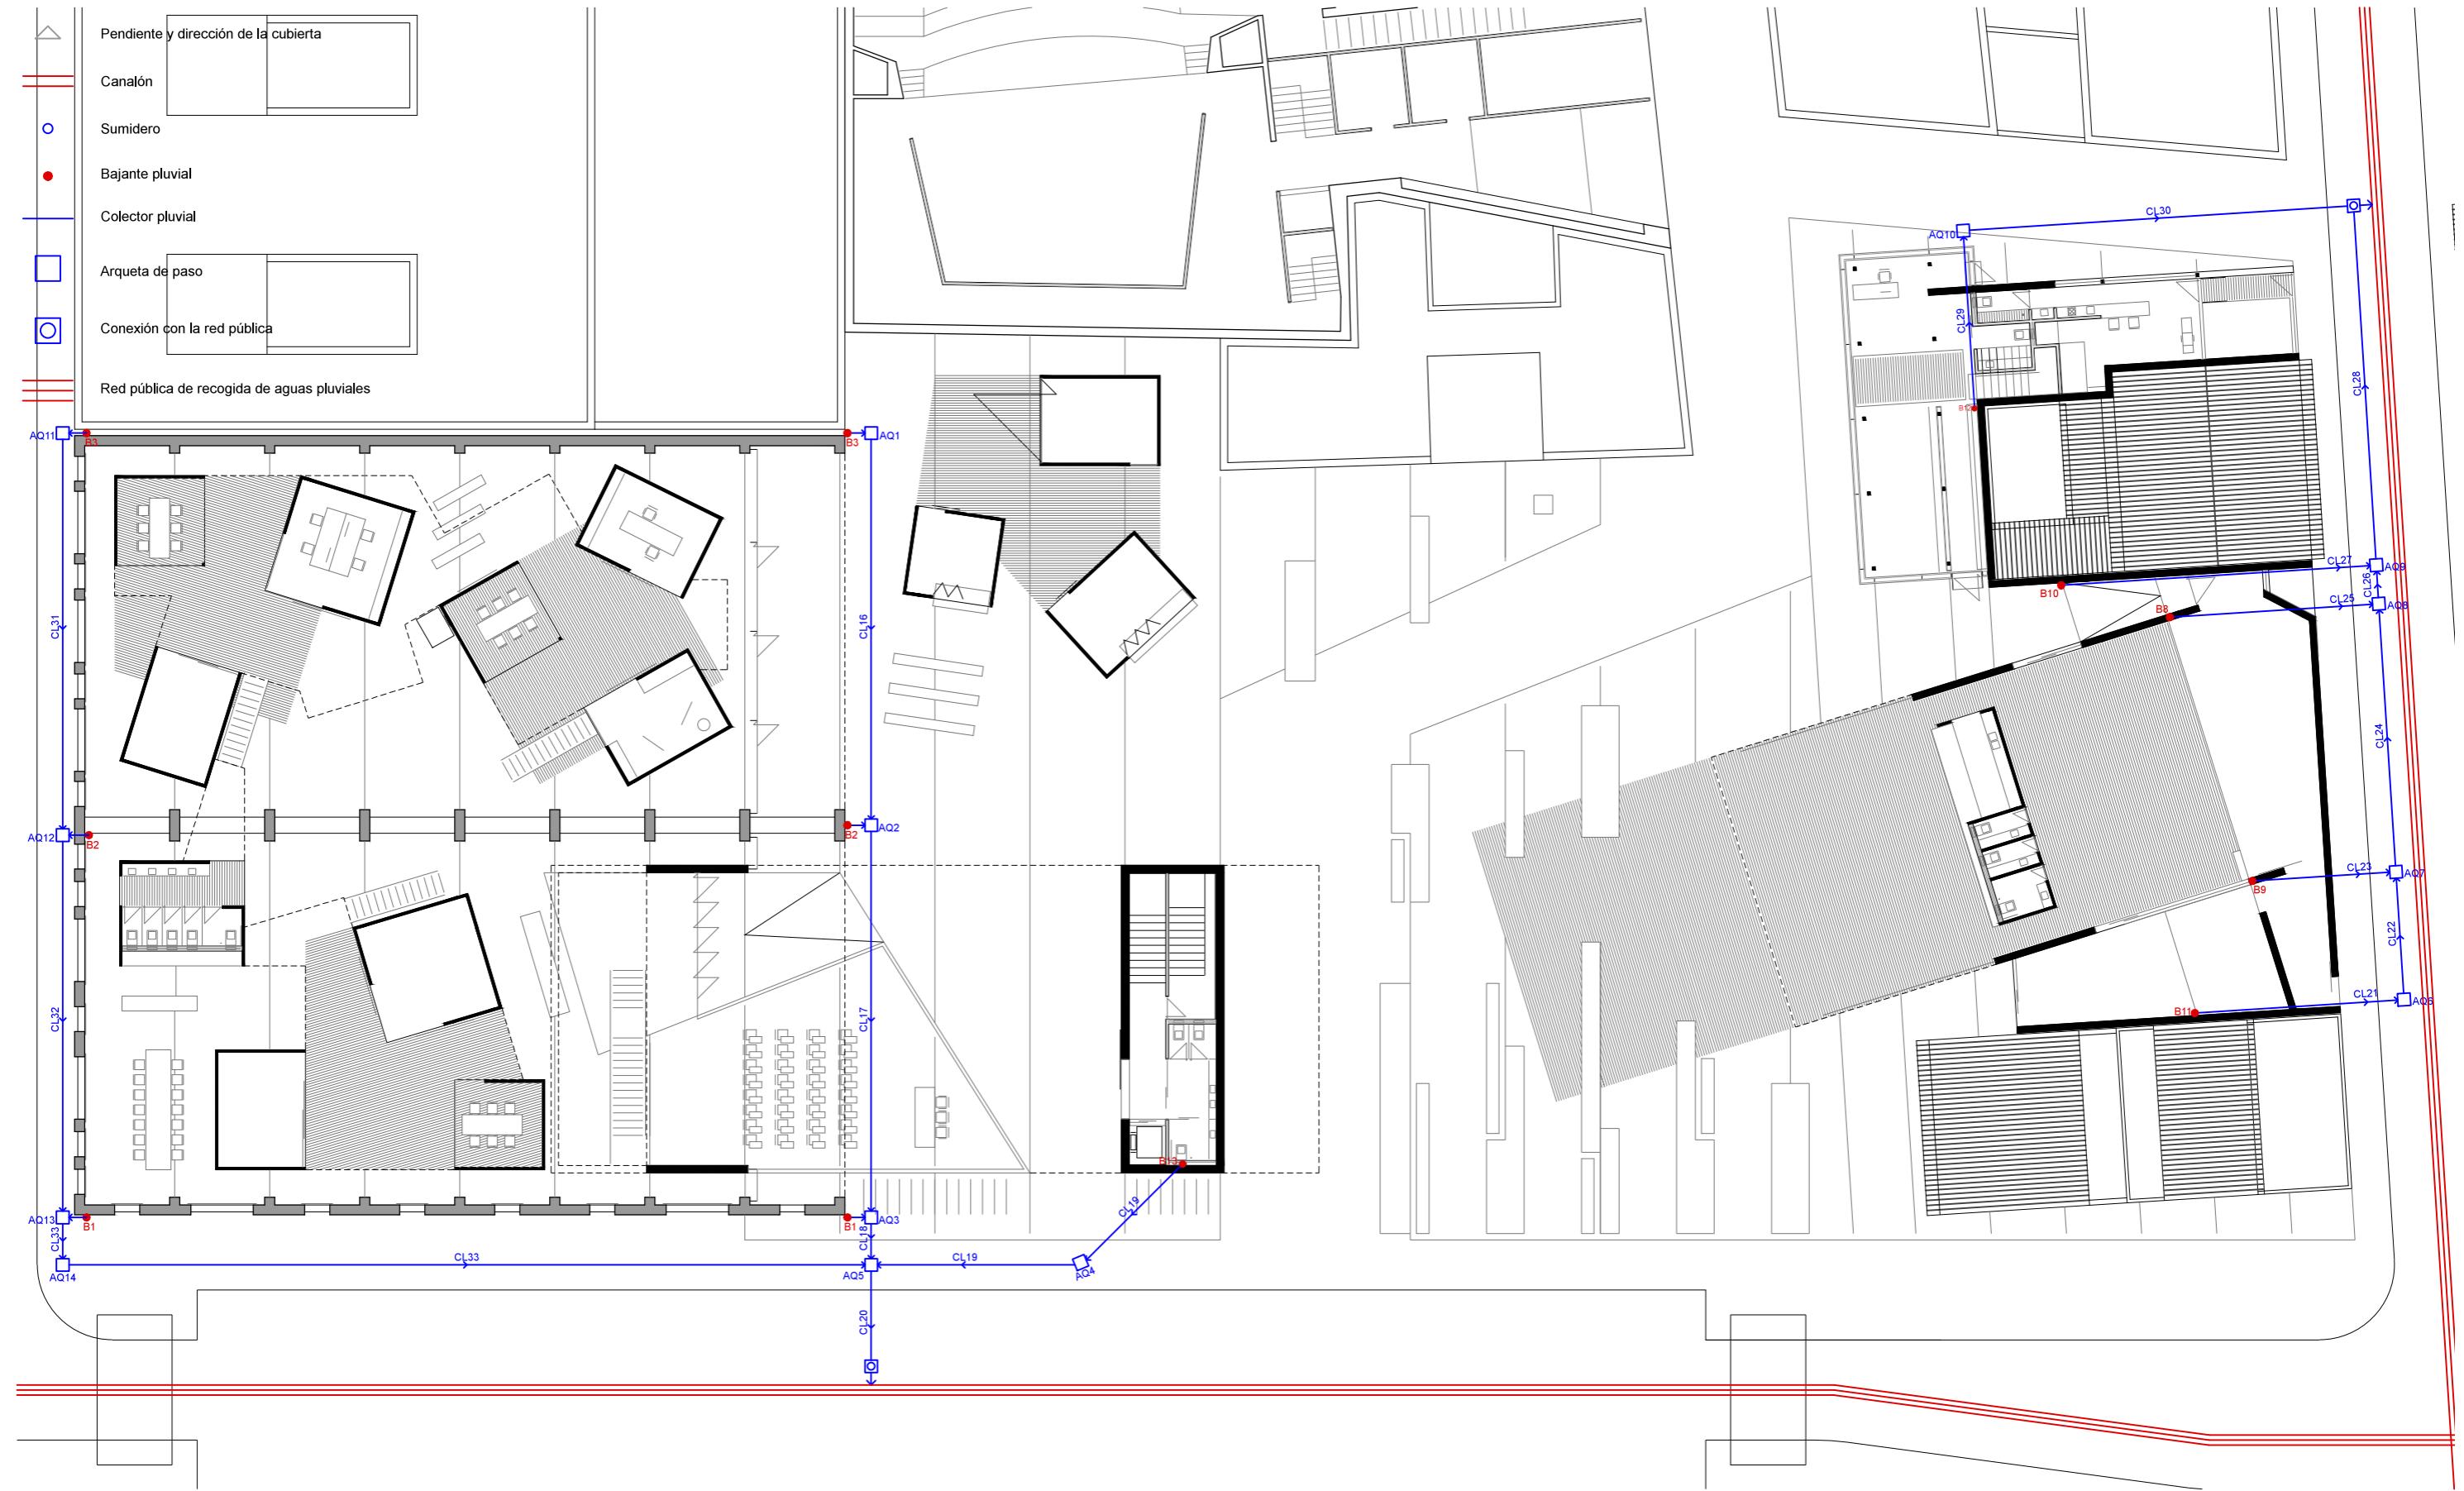 Pendiente y dirección de la cubierta
Canalón
Sumidero
Bajante pluvial
Colector pluvial
Arqueta de paso
Conexión con la red pública
Red pública de recogida de aguas pluviales
CL30
AQ10
CL29
CL28
B12
AQ11
B3
B3
AQ1
CL27
AQ9
CL26
B10
CL25
AQ8
B8
CL31
CL16
CL24
AQ12
B2
B2
AQ2
CL23
AQ7
B9
CL22
CL32
CL17
CL21
AQ6
B11
B13
CL19
AQ13
B1
B1
AQ3
CL33
CL18
AQ14
CL33
AQ5
CL19
AQ4
CL20